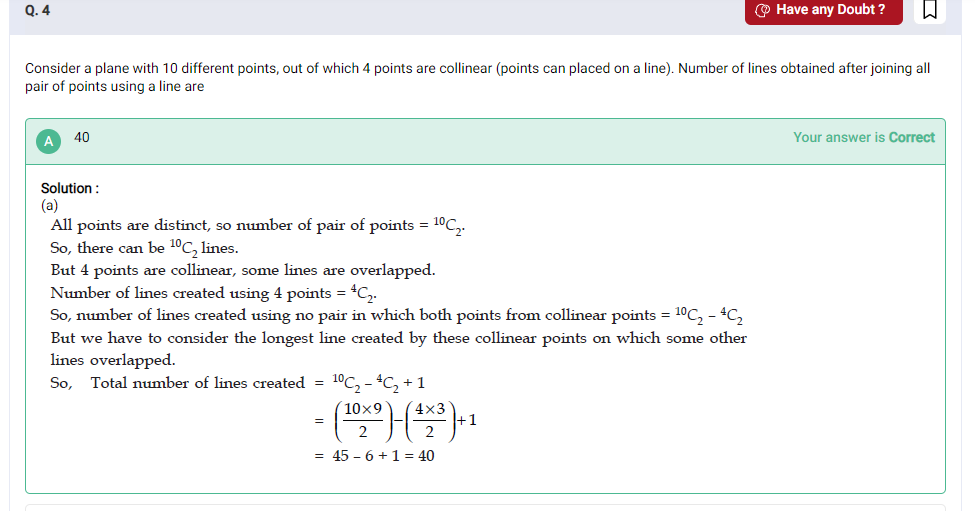 Q. 4
Have any Doubt ?
Consider a plane with 10 different points, out of which 4 points are collinear (points can placed on a line). Number of lines obtained after joining all
pair of points using a line are
A 40 Your answer is Correct
Solution :
(a)
All points are distinct, so number of pair of points = ¹⁰C₂.
So, there can be ¹⁰C₂ lines.
But 4 points are collinear, some lines are overlapped.
Number of lines created using 4 points = ⁴C₂.
So, number of lines created using no pair in which both points from collinear points = ¹⁰C₂ – ⁴C₂
But we have to consider the longest line created by these collinear points on which some other
lines overlapped.
So, Total number of lines created = ¹⁰C₂ – ⁴C₂ + 1
= (10×9/2) – (4×3/2) + 1
= 45 – 6 + 1 = 40